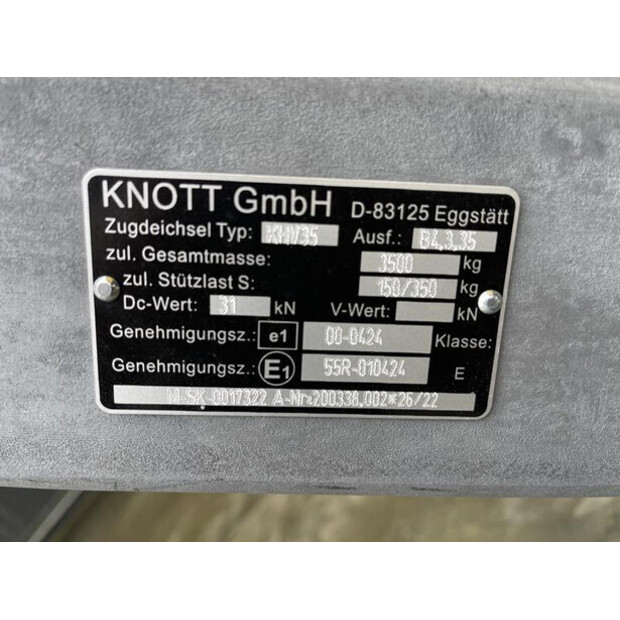 KNOTT GmbH D-83125 Eggstätt
Zugdeichsel Typ: KHV35 Ausf.: B4,3,35
zul. Gesamtmasse: 3500 kg
zul. Stützlast S: 150/350 kg
Dc-Wert: 31 kN V-Wert: kN
Genehmigungsz.: e1 00-0424 Klasse:
Genehmigungsz.: E1 55R-010424 E
M-SK-0017322 A-Nr:200338.002*26/22